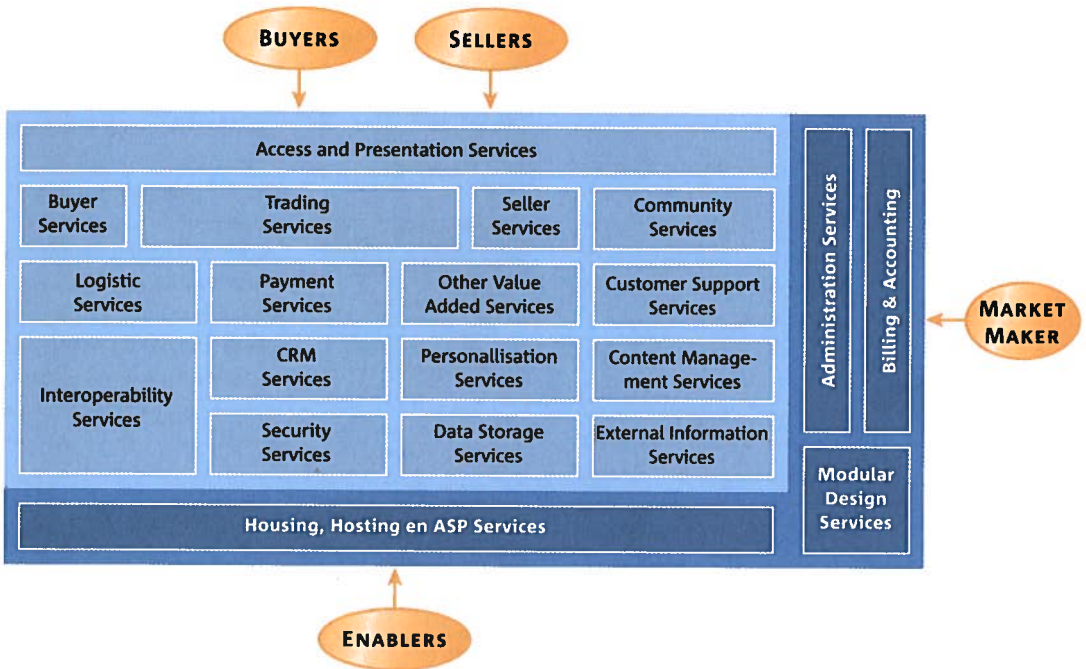 BUYERS
SELLERS
Access and Presentation Services
Buyer
Services
Trading
Services
Seller
Services
Community
Services
Logistic
Services
Payment
Services
Other Value
Added Services
Customer Support
Services
Interoperability
Services
CRM
Services
Personallisation
Services
Content Manage-
ment Services
Security
Services
Data Storage
Services
External Information
Services
Administration Services
Billing & Accounting
Modular
Design
Services
Housing, Hosting en ASP Services
MARKET
MAKER
ENABLERS